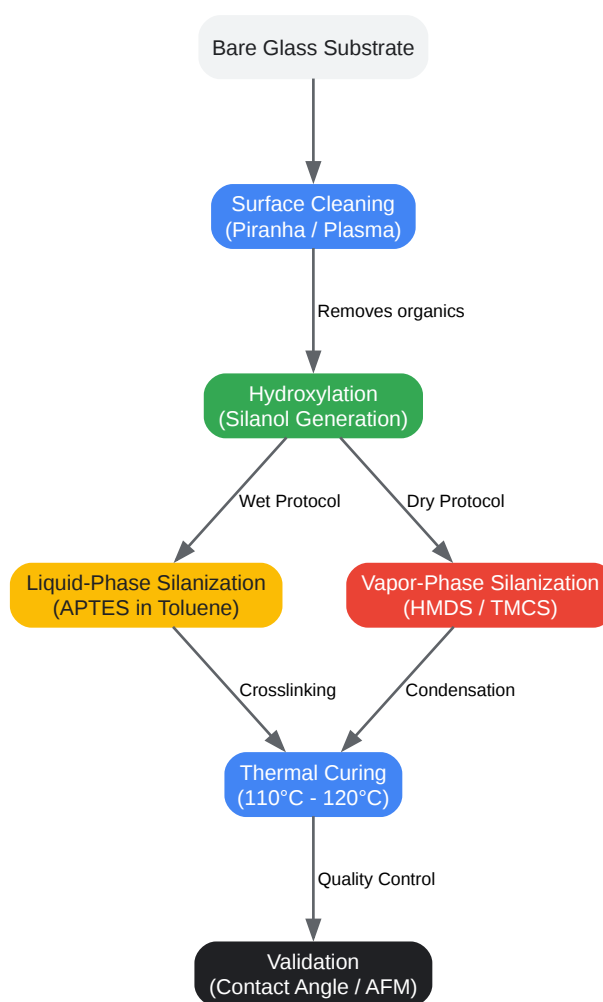 Bare Glass Substrate
Surface Cleaning
(Piranha / Plasma)
Removes organics
Hydroxylation
(Silanol Generation)
Wet Protocol
Dry Protocol
Liquid-Phase Silanization
(APTES in Toluene)
Vapor-Phase Silanization
(HMDS / TMCS)
Crosslinking
Condensation
Thermal Curing
(110°C - 120°C)
Quality Control
Validation
(Contact Angle / AFM)